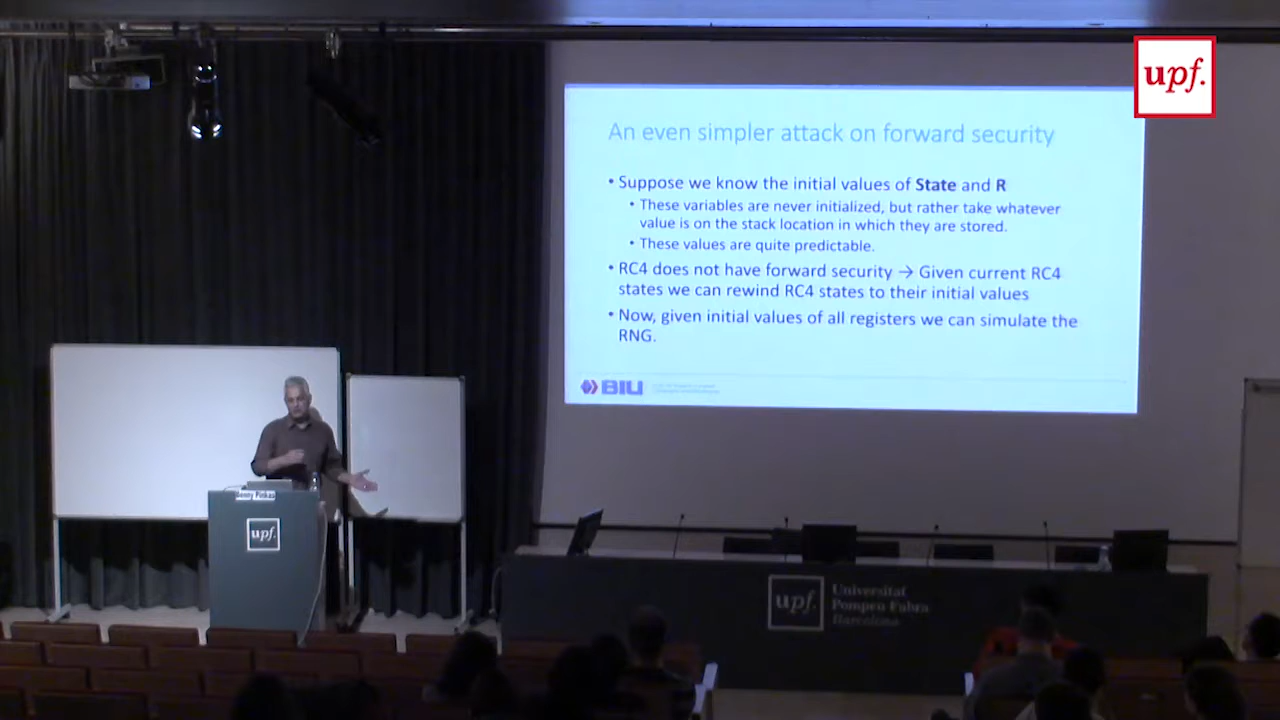 upf.
An even simpler attack on forward security
• Suppose we know the initial values of State and R
• These variables are never initialized, but rather take whatever
value is on the stack location in which they are stored.
• These values are quite predictable.
• RC4 does not have forward security → Given current RC4
states we can rewind RC4 states to their initial values
• Now, given initial values of all registers we can simulate the
RNG.
BIU
Benny Pinkas
upf.
upf.
Universitat
Pompeu Fabra
Barcelona